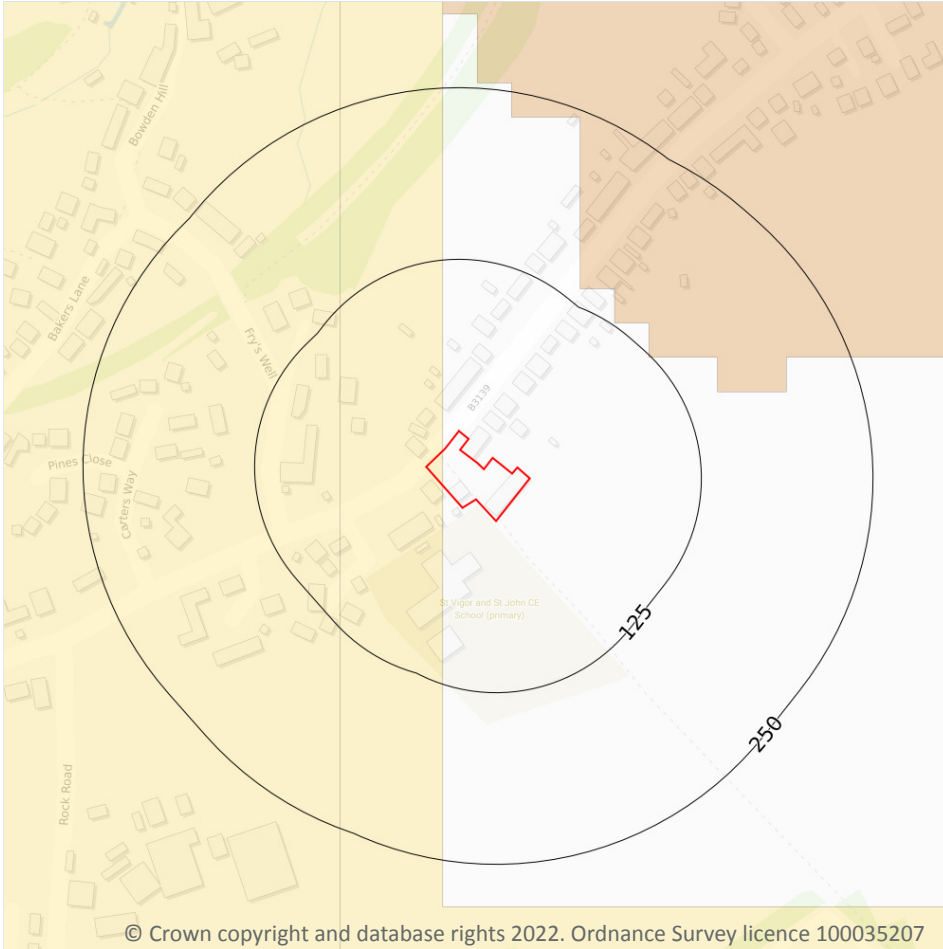 Bowden Hill
Bakers Lane
Fry's Well
B3139
Pines Close
Carters Way
St Vigor and St John CE
School (primary)
125
250
Rock Road
© Crown copyright and database rights 2022. Ordnance Survey licence 100035207